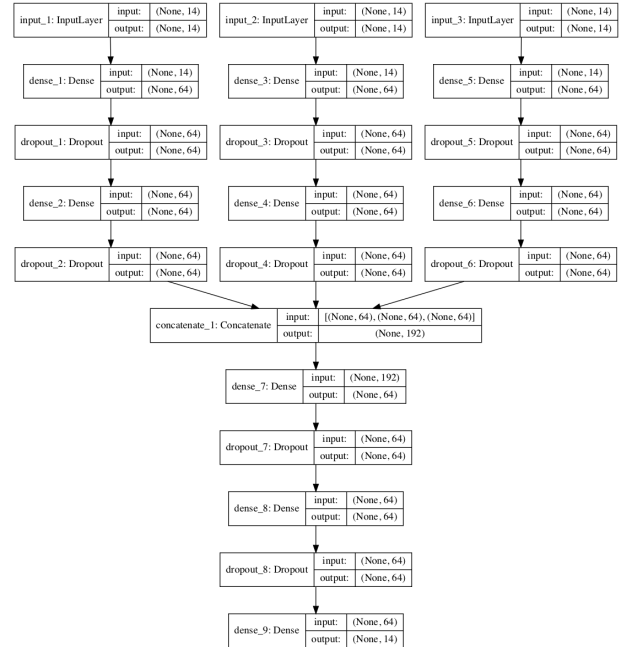 input_1: InputLayer input: (None, 14) output: (None, 14)
input_2: InputLayer input: (None, 14) output: (None, 14)
input_3: InputLayer input: (None, 14) output: (None, 14)
dense_1: Dense input: (None, 14) output: (None, 64)
dense_3: Dense input: (None, 14) output: (None, 64)
dense_5: Dense input: (None, 14) output: (None, 64)
dropout_1: Dropout input: (None, 64) output: (None, 64)
dropout_3: Dropout input: (None, 64) output: (None, 64)
dropout_5: Dropout input: (None, 64) output: (None, 64)
dense_2: Dense input: (None, 64) output: (None, 64)
dense_4: Dense input: (None, 64) output: (None, 64)
dense_6: Dense input: (None, 64) output: (None, 64)
dropout_2: Dropout input: (None, 64) output: (None, 64)
dropout_4: Dropout input: (None, 64) output: (None, 64)
dropout_6: Dropout input: (None, 64) output: (None, 64)
concatenate_1: Concatenate input: [(None, 64), (None, 64), (None, 64)] output: (None, 192)
dense_7: Dense input: (None, 192) output: (None, 64)
dropout_7: Dropout input: (None, 64) output: (None, 64)
dense_8: Dense input: (None, 64) output: (None, 64)
dropout_8: Dropout input: (None, 64) output: (None, 64)
dense_9: Dense input: (None, 64) output: (None, 14)